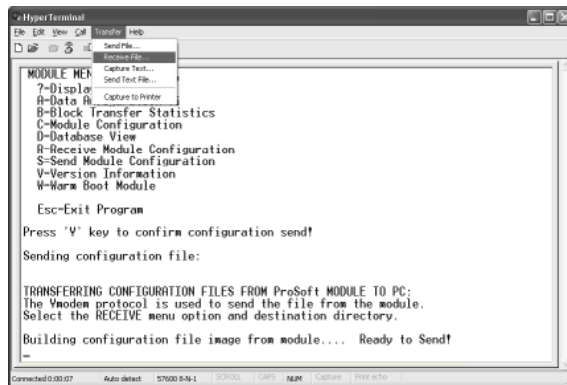 HyperTerminal
File Edit View Call Transfer Help
Send File...
Receive File...
Capture Text...
Send Text File...
Capture to Printer
MODULE MEN
?=Displa
A=Data A
B=Block Transfer Statistics
C=Module Configuration
D=Database View
R=Receive Module Configuration
S=Send Module Configuration
V=Version Information
W=Warm Boot Module
Esc=Exit Program
Press 'Y' key to confirm configuration send!
Sending configuration file:
TRANSFERRING CONFIGURATION FILES FROM ProSoft MODULE TO PC:
The Ymodem protocol is used to send the file from the module.
Select the RECEIVE menu option and destination directory.
Building configuration file image from module.... Ready to Send!
Connected 0:00:07 Auto detect 57600 8-N-1 SCROLL CAPS NUM Capture Print echo